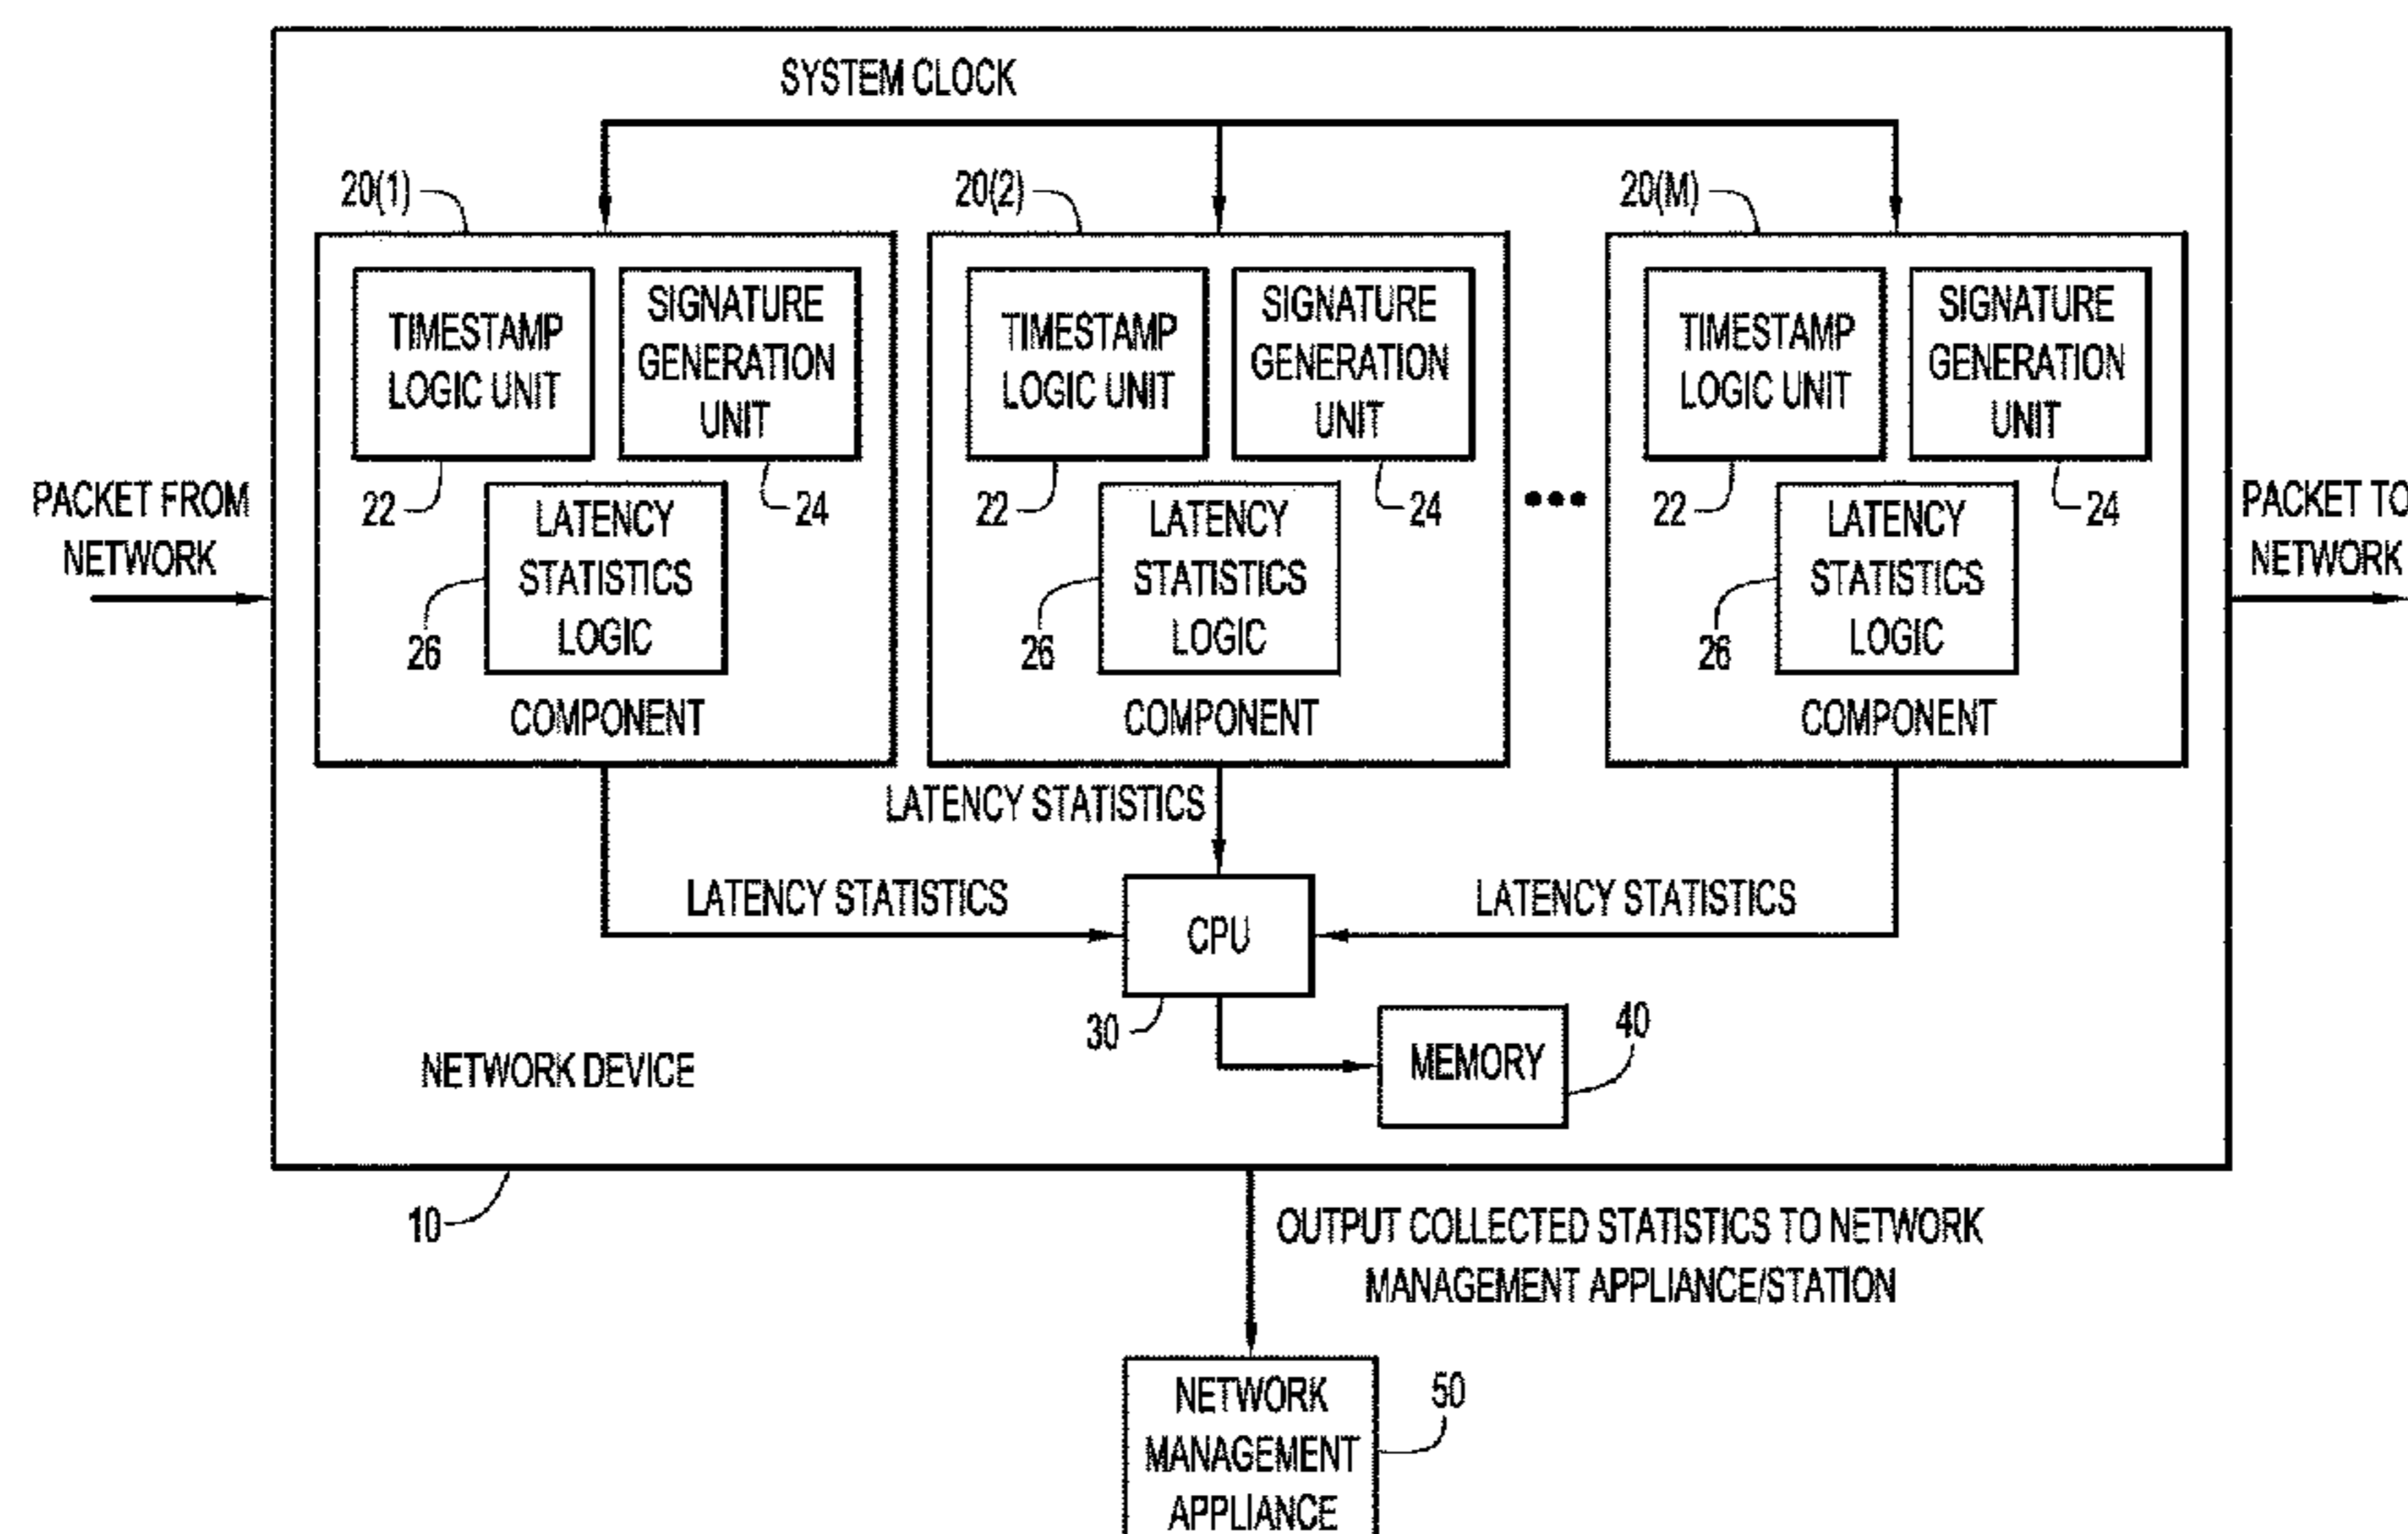 SYSTEM CLOCK
20(1)
20(2)
20(M)
TIMESTAMP
LOGIC UNIT
SIGNATURE
GENERATION
UNIT
TIMESTAMP
LOGIC UNIT
SIGNATURE
GENERATION
UNIT
TIMESTAMP
LOGIC UNIT
SIGNATURE
GENERATION
UNIT
PACKET FROM
NETWORK
22
24
22
24
•••
22
24
PACKET TO
NETWORK
LATENCY
STATISTICS
LOGIC
26
LATENCY
STATISTICS
LOGIC
26
LATENCY
STATISTICS
LOGIC
26
COMPONENT
COMPONENT
COMPONENT
LATENCY STATISTICS
LATENCY STATISTICS
LATENCY STATISTICS
CPU
30
MEMORY
40
NETWORK DEVICE
10
OUTPUT COLLECTED STATISTICS TO NETWORK
MANAGEMENT APPLIANCE/STATION
NETWORK
MANAGEMENT
APPLIANCE
50